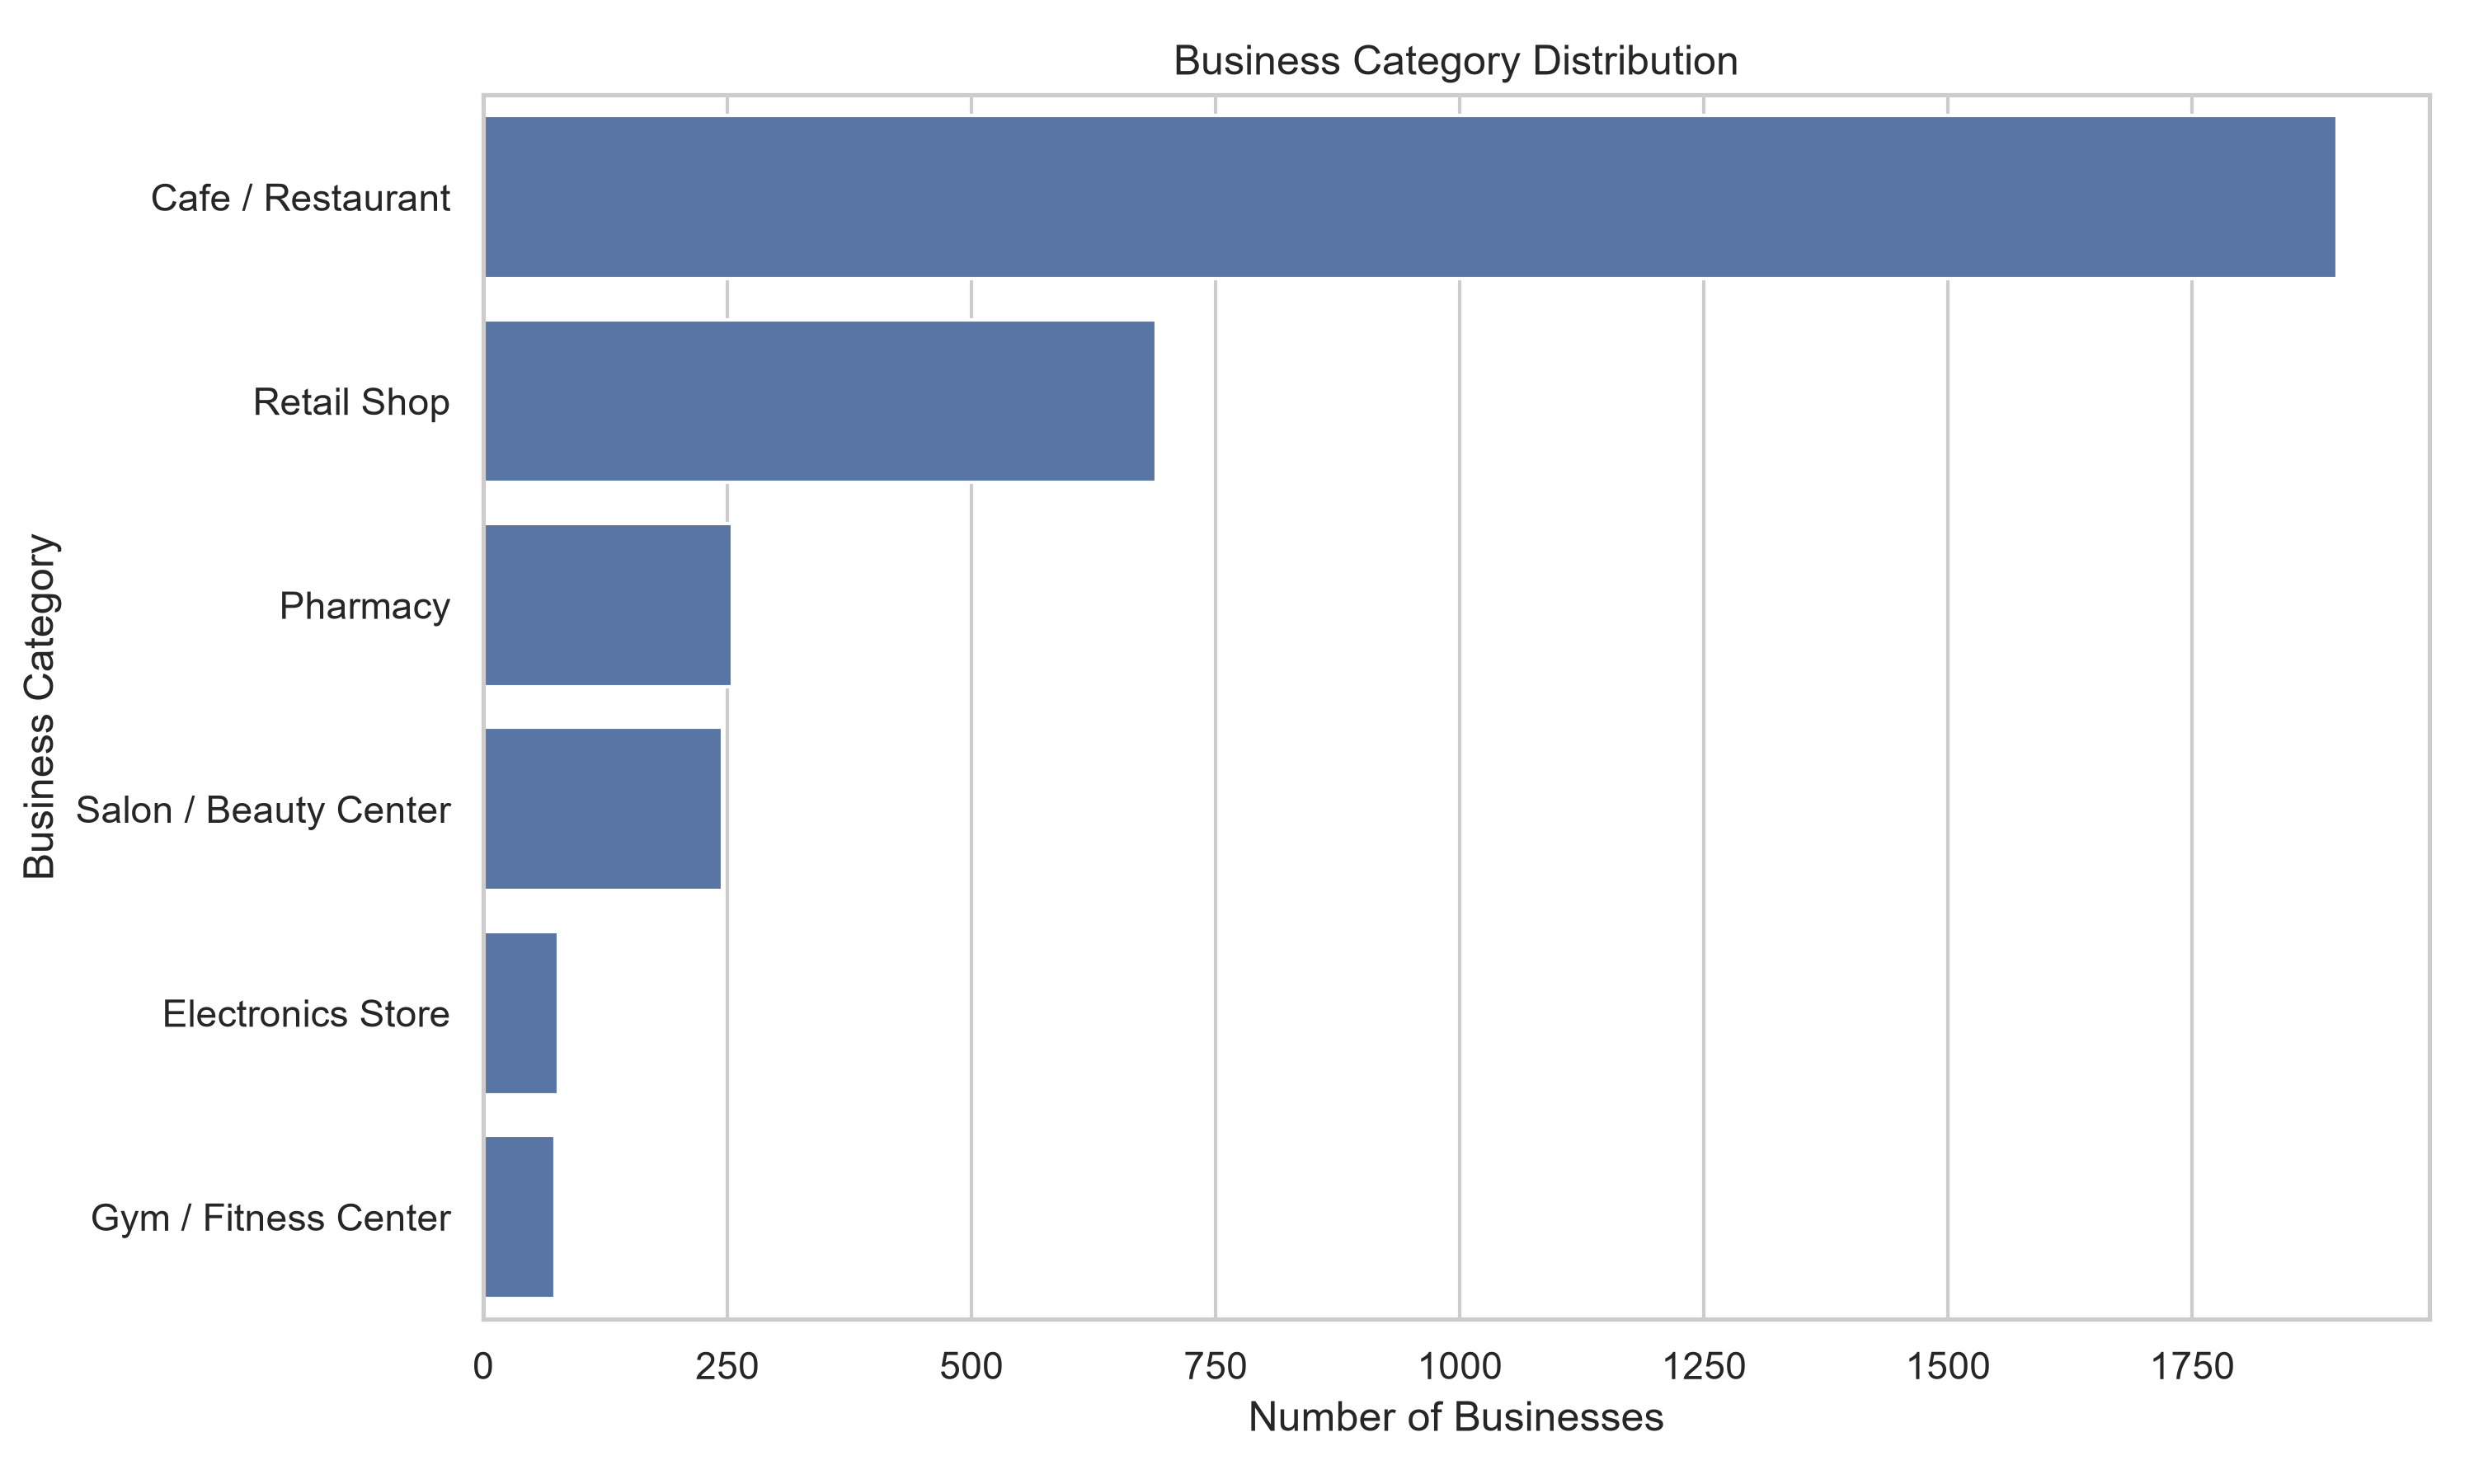 Business Category Distribution
Cafe / Restaurant
Retail Shop
Pharmacy
Salon / Beauty Center
Electronics Store
Gym / Fitness Center
Business Category
0 250 500 750 1000 1250 1500 1750
Number of Businesses